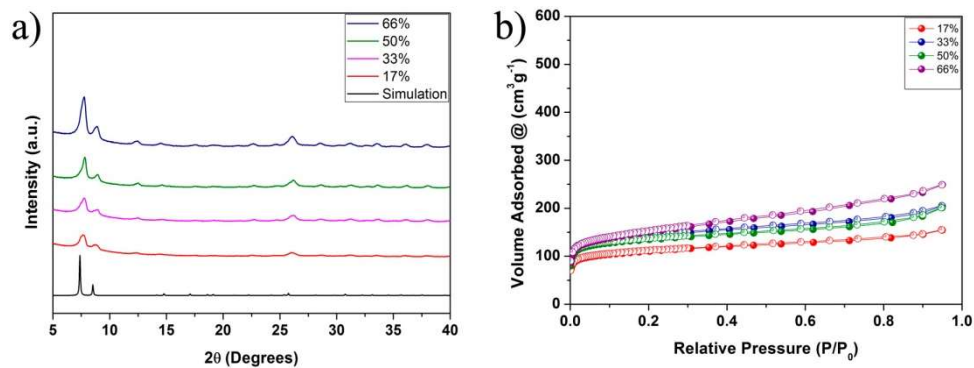 a)
66%
50%
33%
17%
Simulation
Intensity (a.u.)
5 10 15 20 25 30 35 40
2θ (Degrees)
b)
600
500
400
300
200
100
0
17%
33%
50%
66%
Volume Adsorbed @ (cm³g⁻¹)
0.0 0.2 0.4 0.6 0.8 1.0
Relative Pressure (P/P₀)